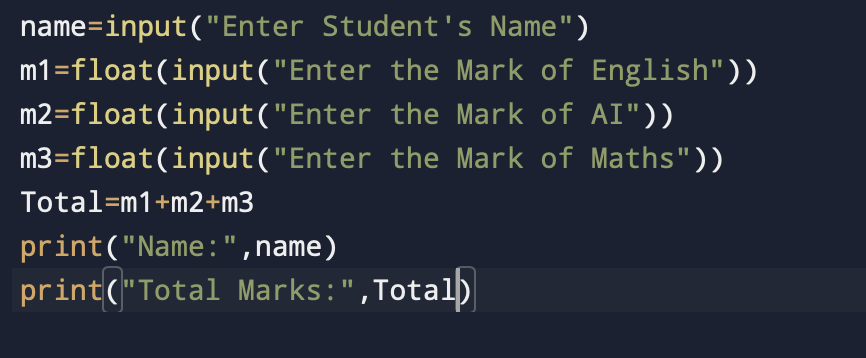 name=input("Enter Student's Name")
m1=float(input("Enter the Mark of English"))
m2=float(input("Enter the Mark of AI"))
m3=float(input("Enter the Mark of Maths"))
Total=m1+m2+m3
print("Name:",name)
print("Total Marks:",Total)